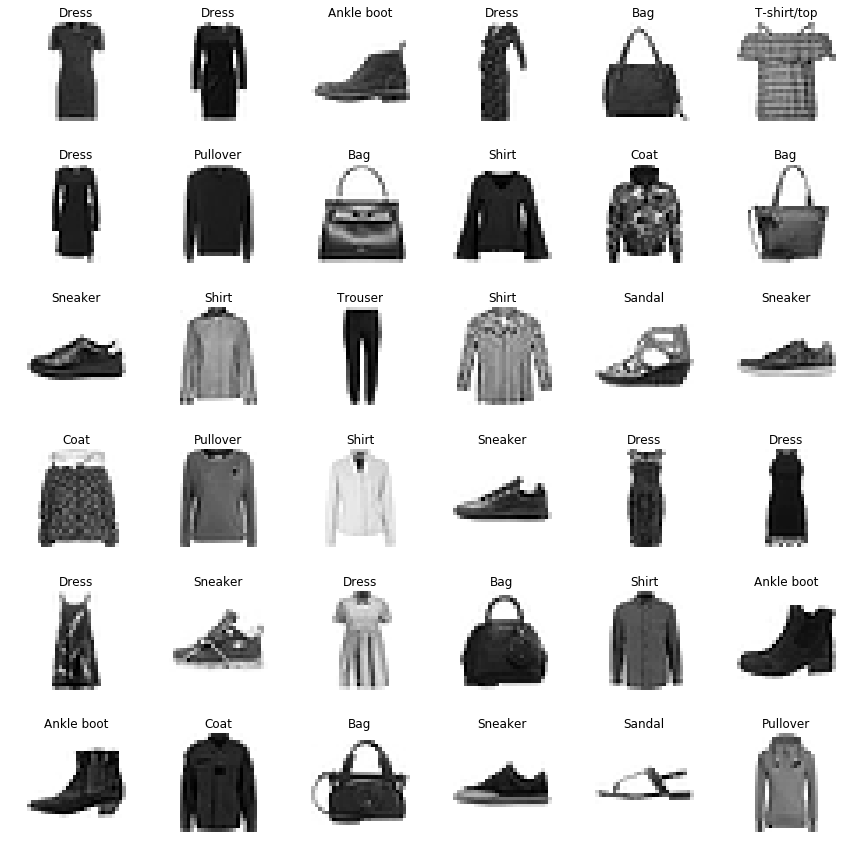 Dress Dress Ankle boot Dress Bag T-shirt/top
Dress Pullover Bag Shirt Coat Bag
Sneaker Shirt Trouser Shirt Sandal Sneaker
Coat Pullover Shirt Sneaker Dress Dress
Dress Sneaker Dress Bag Shirt Ankle boot
Ankle boot Coat Bag Sneaker Sandal Pullover